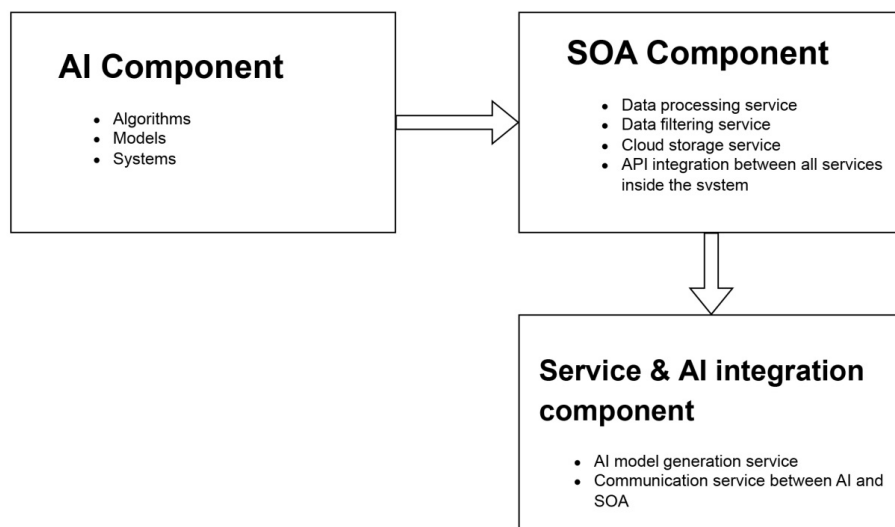 AI Component
Algorithms
Models
Systems
SOA Component
Data processing service
Data filtering service
Cloud storage service
API integration between all services
inside the system
Service & AI integration
component
AI model generation service
Communication service between AI and
SOA